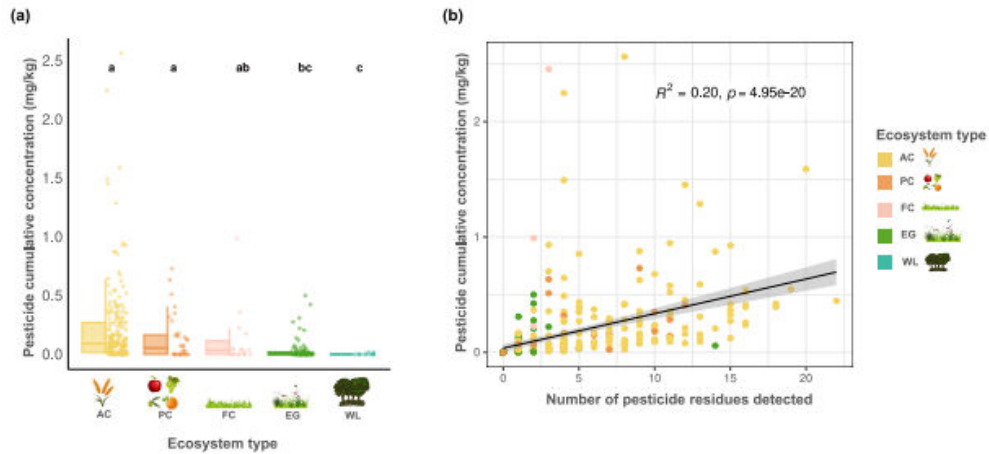 (a)
Pesticide cumulative concentration (mg/kg)
2.5
2.0
1.5
1.0
0.5
0.0
a a ab bc c
AC PC FC EG WL
Ecosystem type
(b)
Pesticide cumulative concentration (mg/kg)
2
1
0
R² = 0.20, p = 4.95e-20
0 5 10 15 20
Number of pesticide residues detected
Ecosystem type
AC
PC
FC
EG
WL